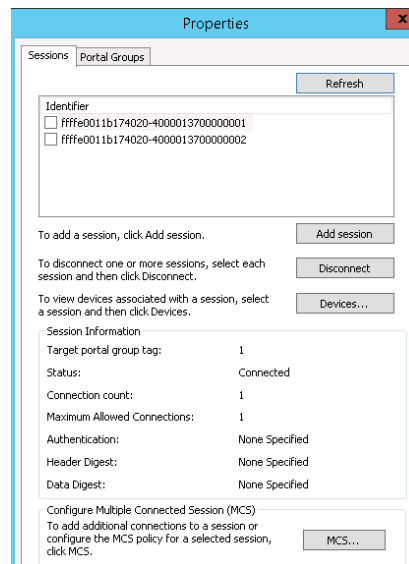 Properties
x
Sessions
Portal Groups
Refresh
Identifier
ffffe0011b174020-4000013700000001
ffffe0011b174020-4000013700000002
To add a session, click Add session.
Add session
To disconnect one or more sessions, select each
session and then click Disconnect.
Disconnect
To view devices associated with a session, select
a session and then click Devices.
Devices...
Session Information
Target portal group tag: 1
Status: Connected
Connection count: 1
Maximum Allowed Connections: 1
Authentication: None Specified
Header Digest: None Specified
Data Digest: None Specified
Configure Multiple Connected Session (MCS)
To add additional connections to a session or
configure the MCS policy for a selected session,
click MCS.
MCS...